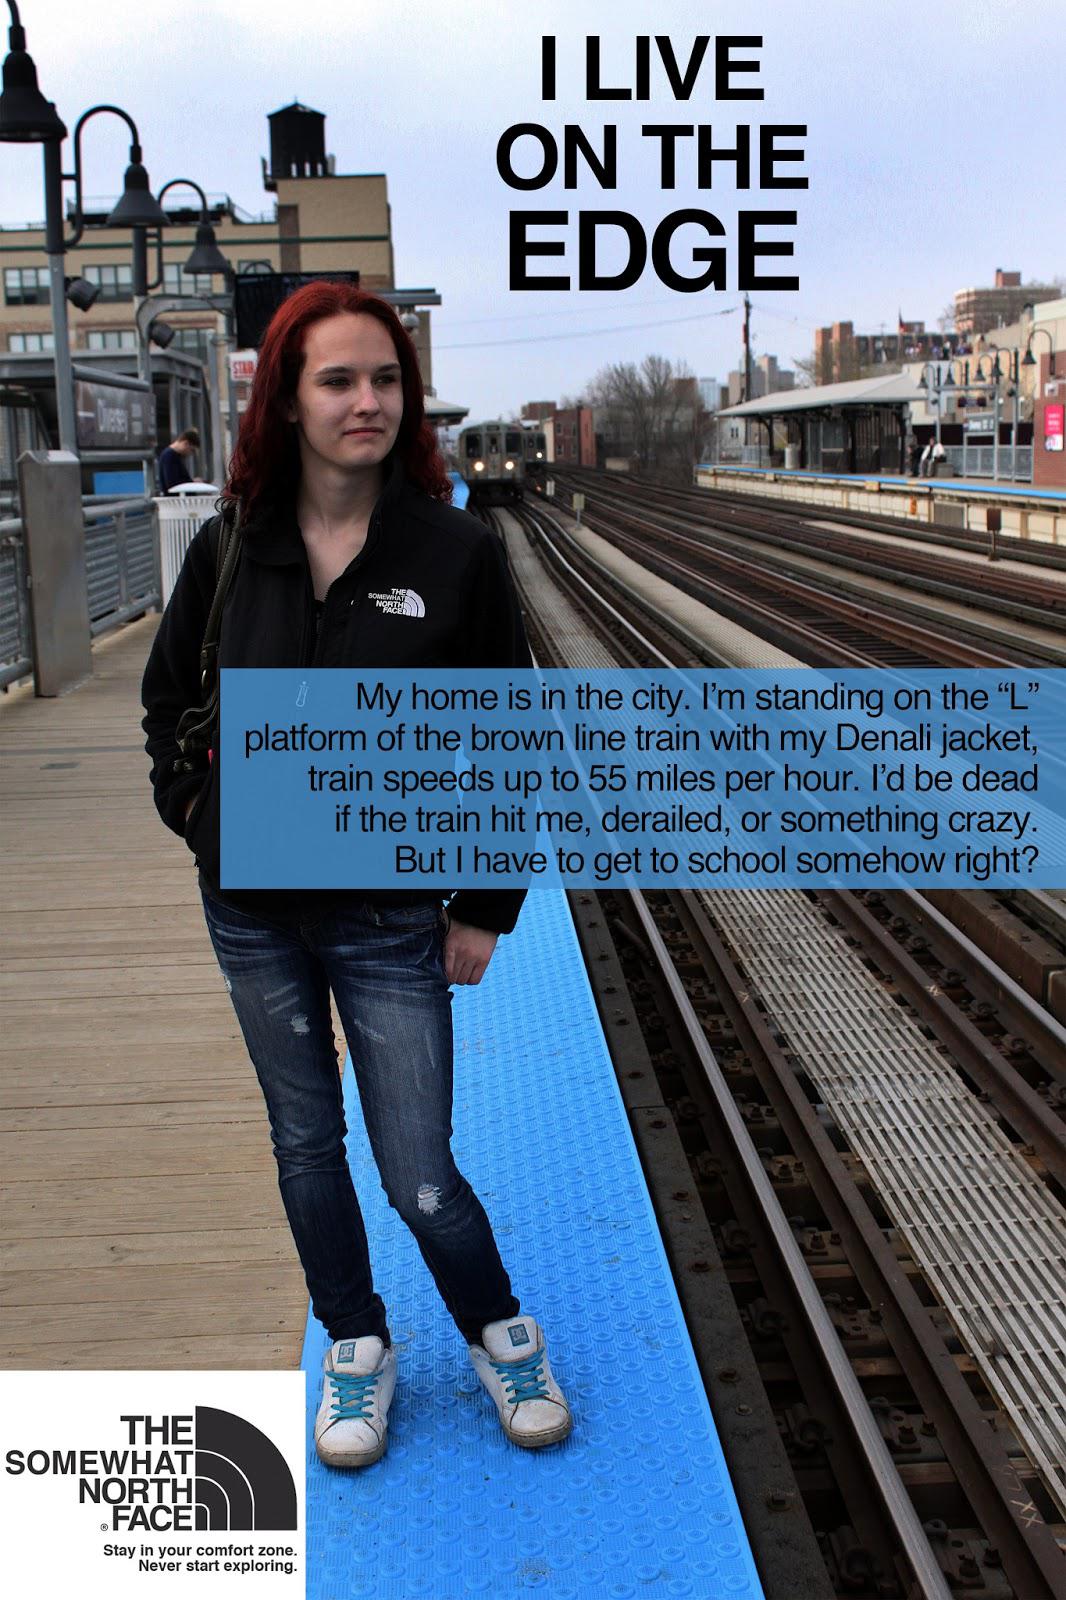 I LIVE
ON THE
EDGE
THE
SOMEWHAT
NORTH
FACE
My home is in the city. I'm standing on the “L”
platform of the brown line train with my Denali jacket,
train speeds up to 55 miles per hour. I'd be dead
if the train hit me, derailed, or something crazy.
But I have to get to school somehow right?
THE
SOMEWHAT
NORTH
® FACE
Stay in your comfort zone.
Never start exploring.